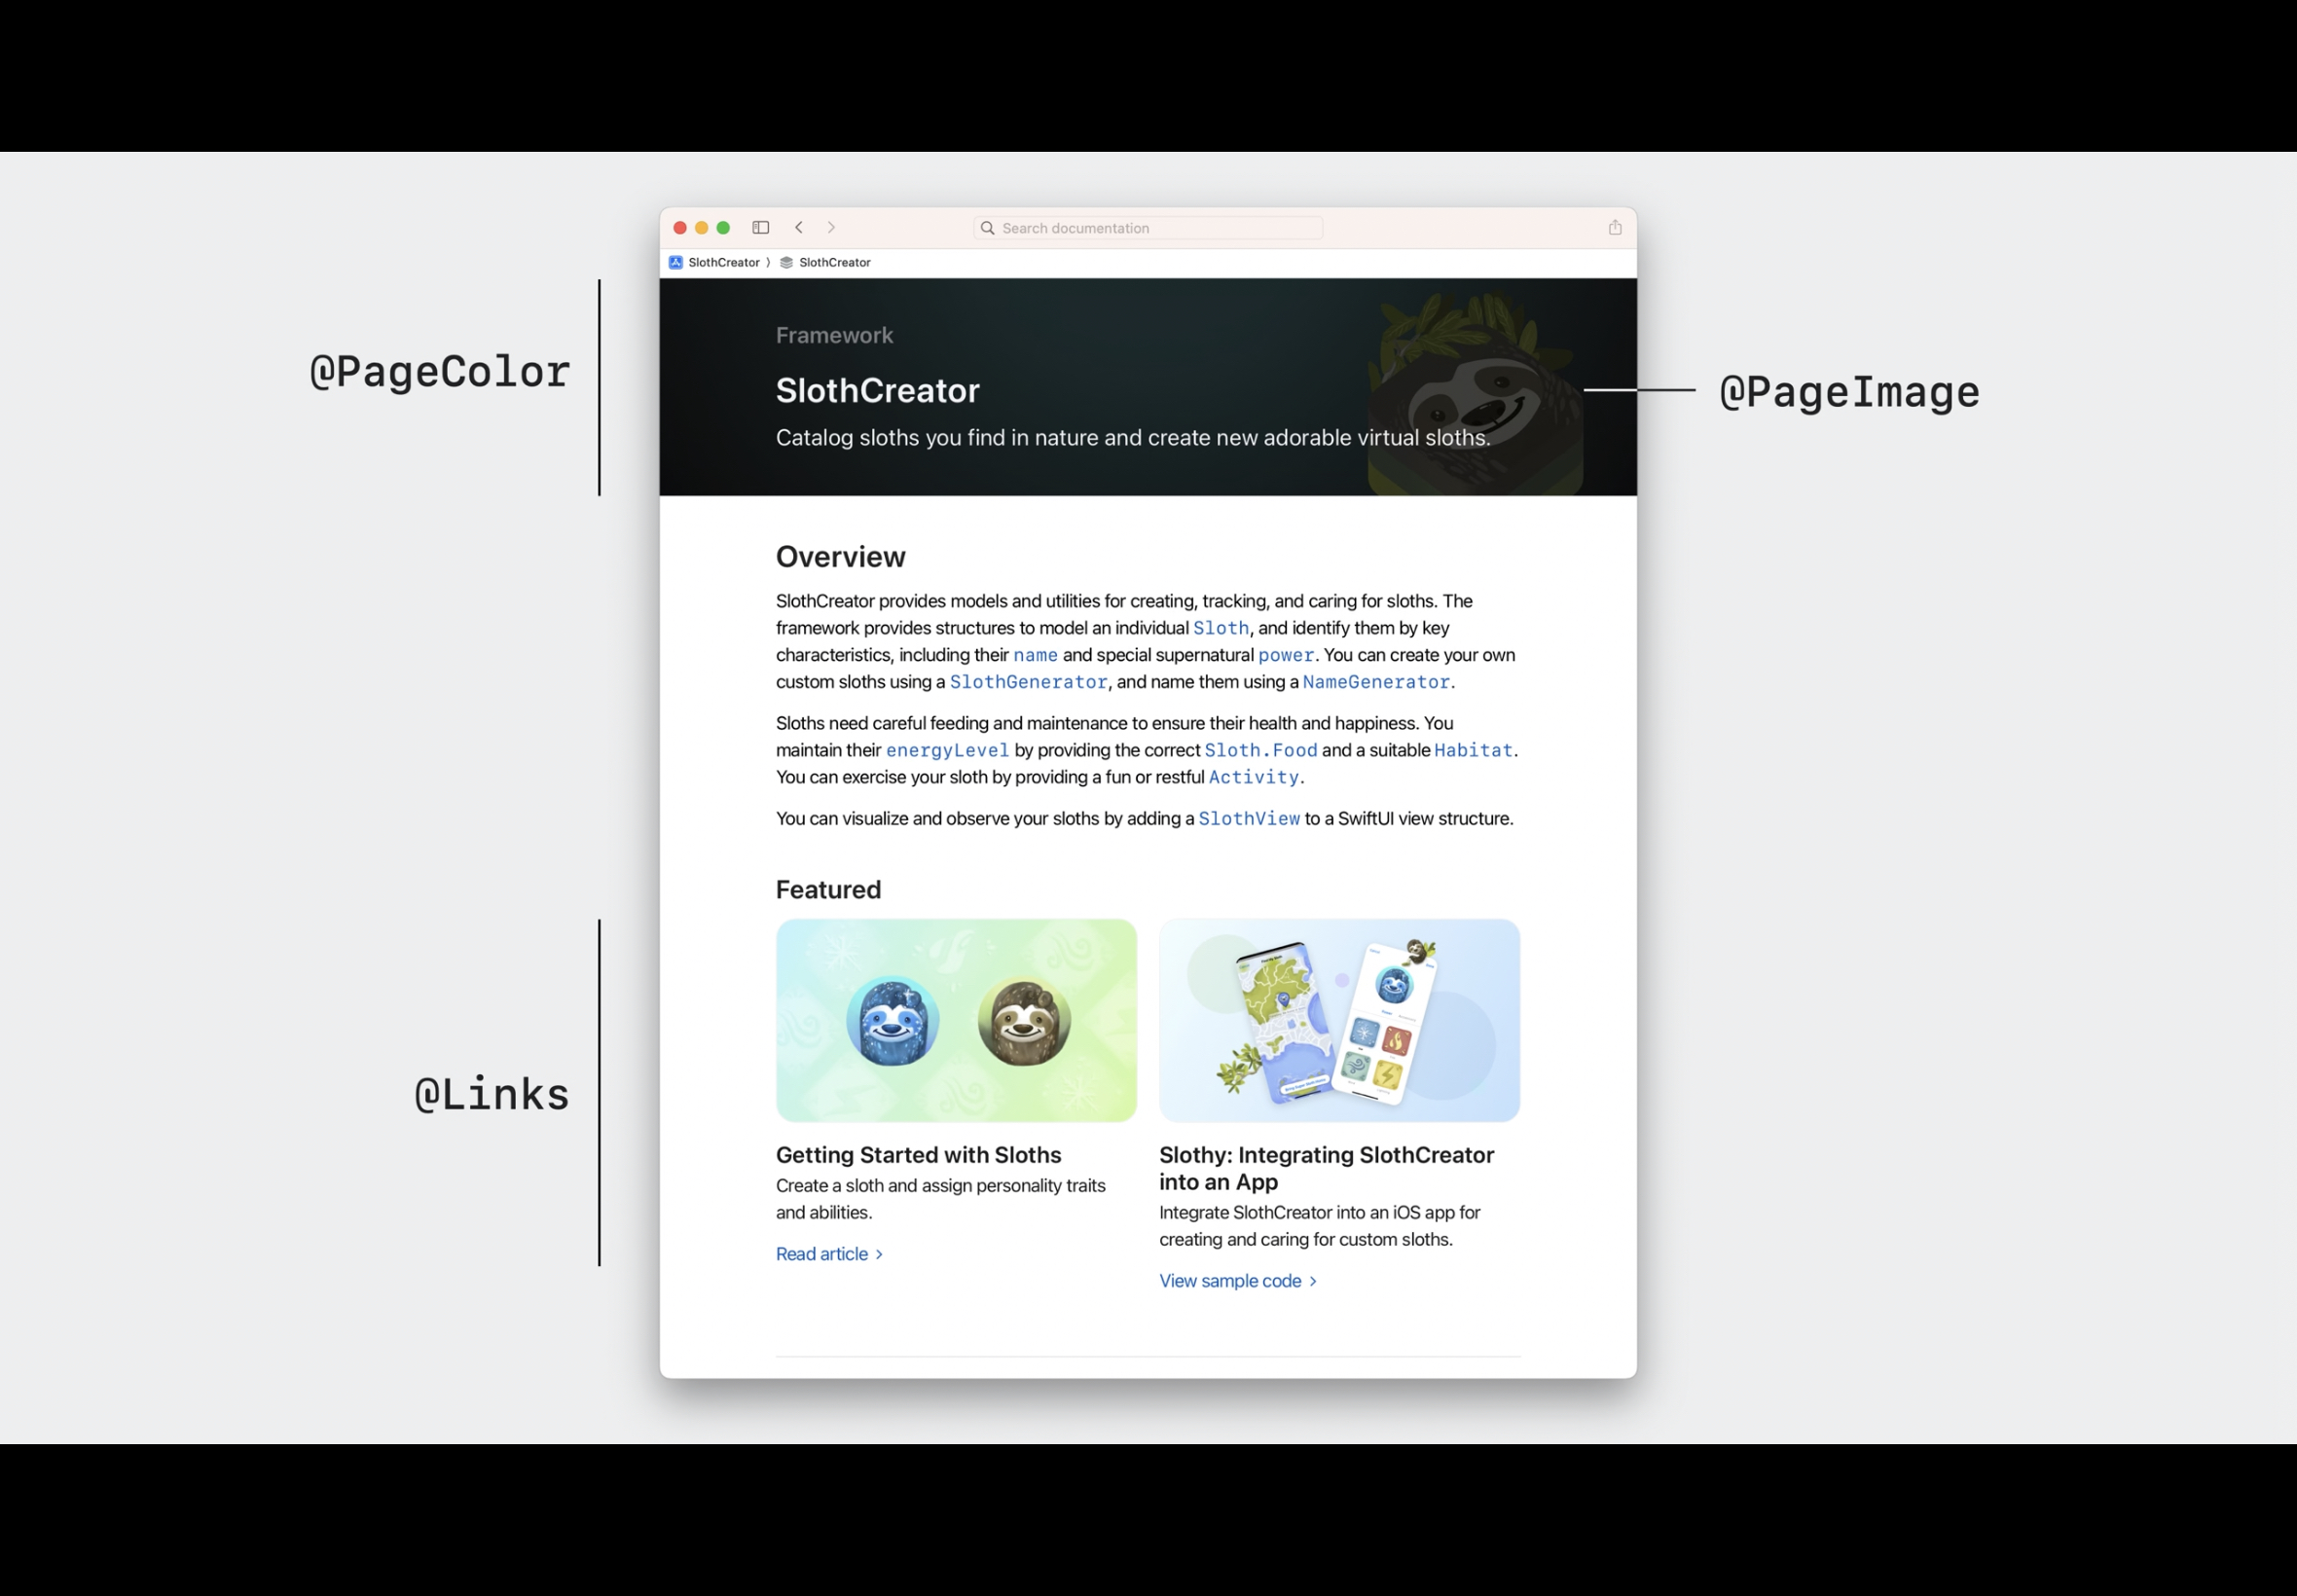 Search documentation
SlothCreator 〉 SlothCreator
@PageColor
Framework
SlothCreator
Catalog sloths you find in nature and create new adorable virtual sloths.
@PageImage
Overview
SlothCreator provides models and utilities for creating, tracking, and caring for sloths. The
framework provides structures to model an individual Sloth, and identify them by key
characteristics, including their name and special supernatural power. You can create your own
custom sloths using a SlothGenerator, and name them using a NameGenerator.
Sloths need careful feeding and maintenance to ensure their health and happiness. You
maintain their energyLevel by providing the correct Sloth.Food and a suitable Habitat.
You can exercise your sloth by providing a fun or restful Activity.
You can visualize and observe your sloths by adding a SlothView to a SwiftUI view structure.
Featured
@Links
Getting Started with Sloths
Create a sloth and assign personality traits
and abilities.
Read article >
Slothy: Integrating SlothCreator
into an App
Integrate SlothCreator into an iOS app for
creating and caring for custom sloths.
View sample code >